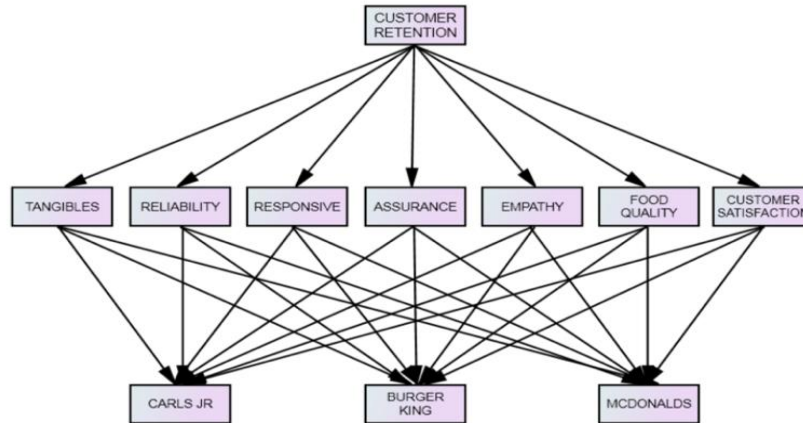 CUSTOMER
RETENTION
TANGIBLES
RELIABILITY
RESPONSIVE
ASSURANCE
EMPATHY
FOOD
QUALITY
CUSTOMER
SATISFACTION
CARLS JR
BURGER
KING
MCDONALDS